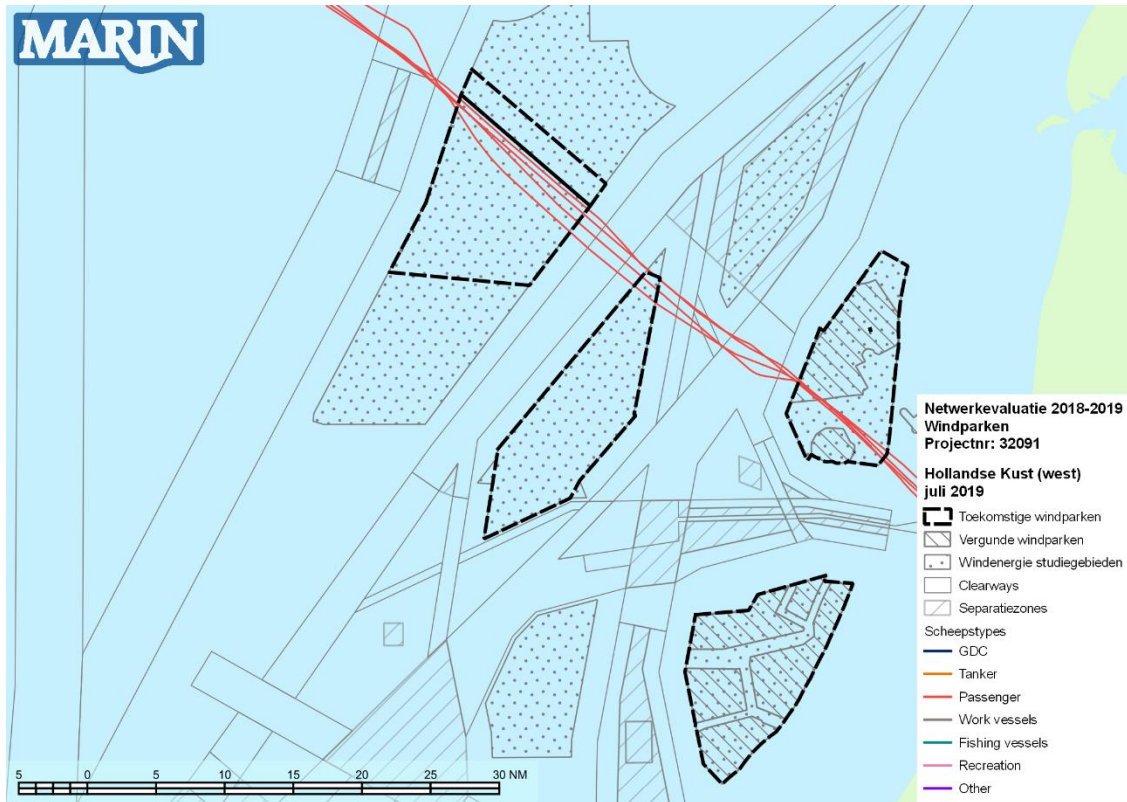 MARIN
Netwerkevaluatie 2018-2019
Windparken
Projectnr: 32091
Hollandse Kust (west)
juli 2019
Toekomstige windparken
Vergunde windparken
Windenergie studiegebieden
Clearways
Separatiezones
Scheepstypes
GDC
Tanker
Passenger
Work vessels
Fishing vessels
Recreation
Other
5 0 5 10 15 20 25 30 NM